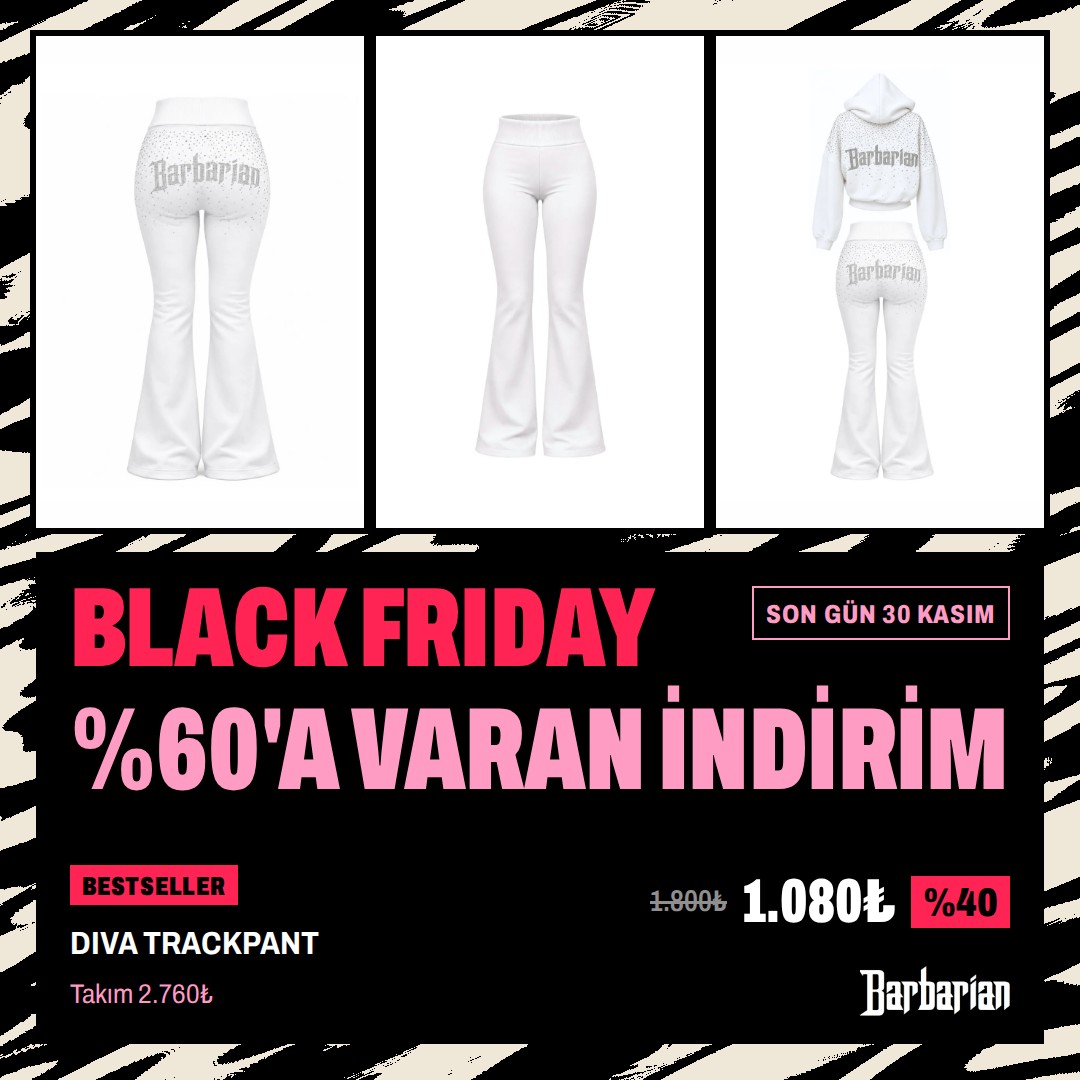 Barbarian
Barbarian
Barbarian
BLACK FRIDAY
SON GÜN 30 KASIM
%60'A VARAN İNDİRİM
BESTSELLER
1.800₺ 1.080₺ %40
DIVA TRACKPANT
Takım 2.760₺
Barbarian